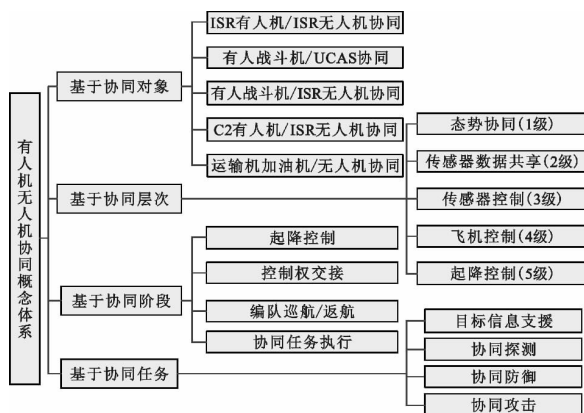 有人机无人机协同概念体系
基于协同对象
ISR有人机/ISR无人机协同
有人战斗机/UCAS协同
有人战斗机/ISR无人机协同
C2有人机/ISR无人机协同
运输机加油机/无人机协同
基于协同层次
态势协同(1级)
传感器数据共享(2级)
传感器控制(3级)
飞机控制(4级)
起降控制(5级)
基于协同阶段
起降控制
控制权交接
编队巡航/返航
协同任务执行
基于协同任务
目标信息支援
协同探测
协同防御
协同攻击